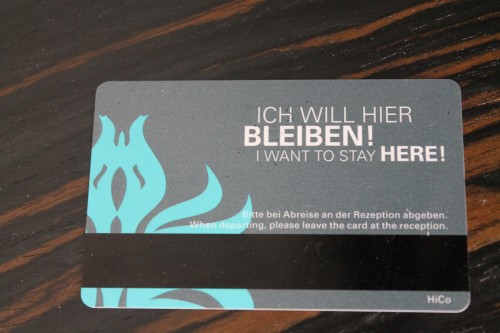 ICH WILL HIER
BLEIBEN!
I WANT TO STAY HERE!
Bitte bei Abreise an der Rezeption abgeben.
When departing, please leave the card at the reception.
HiCo